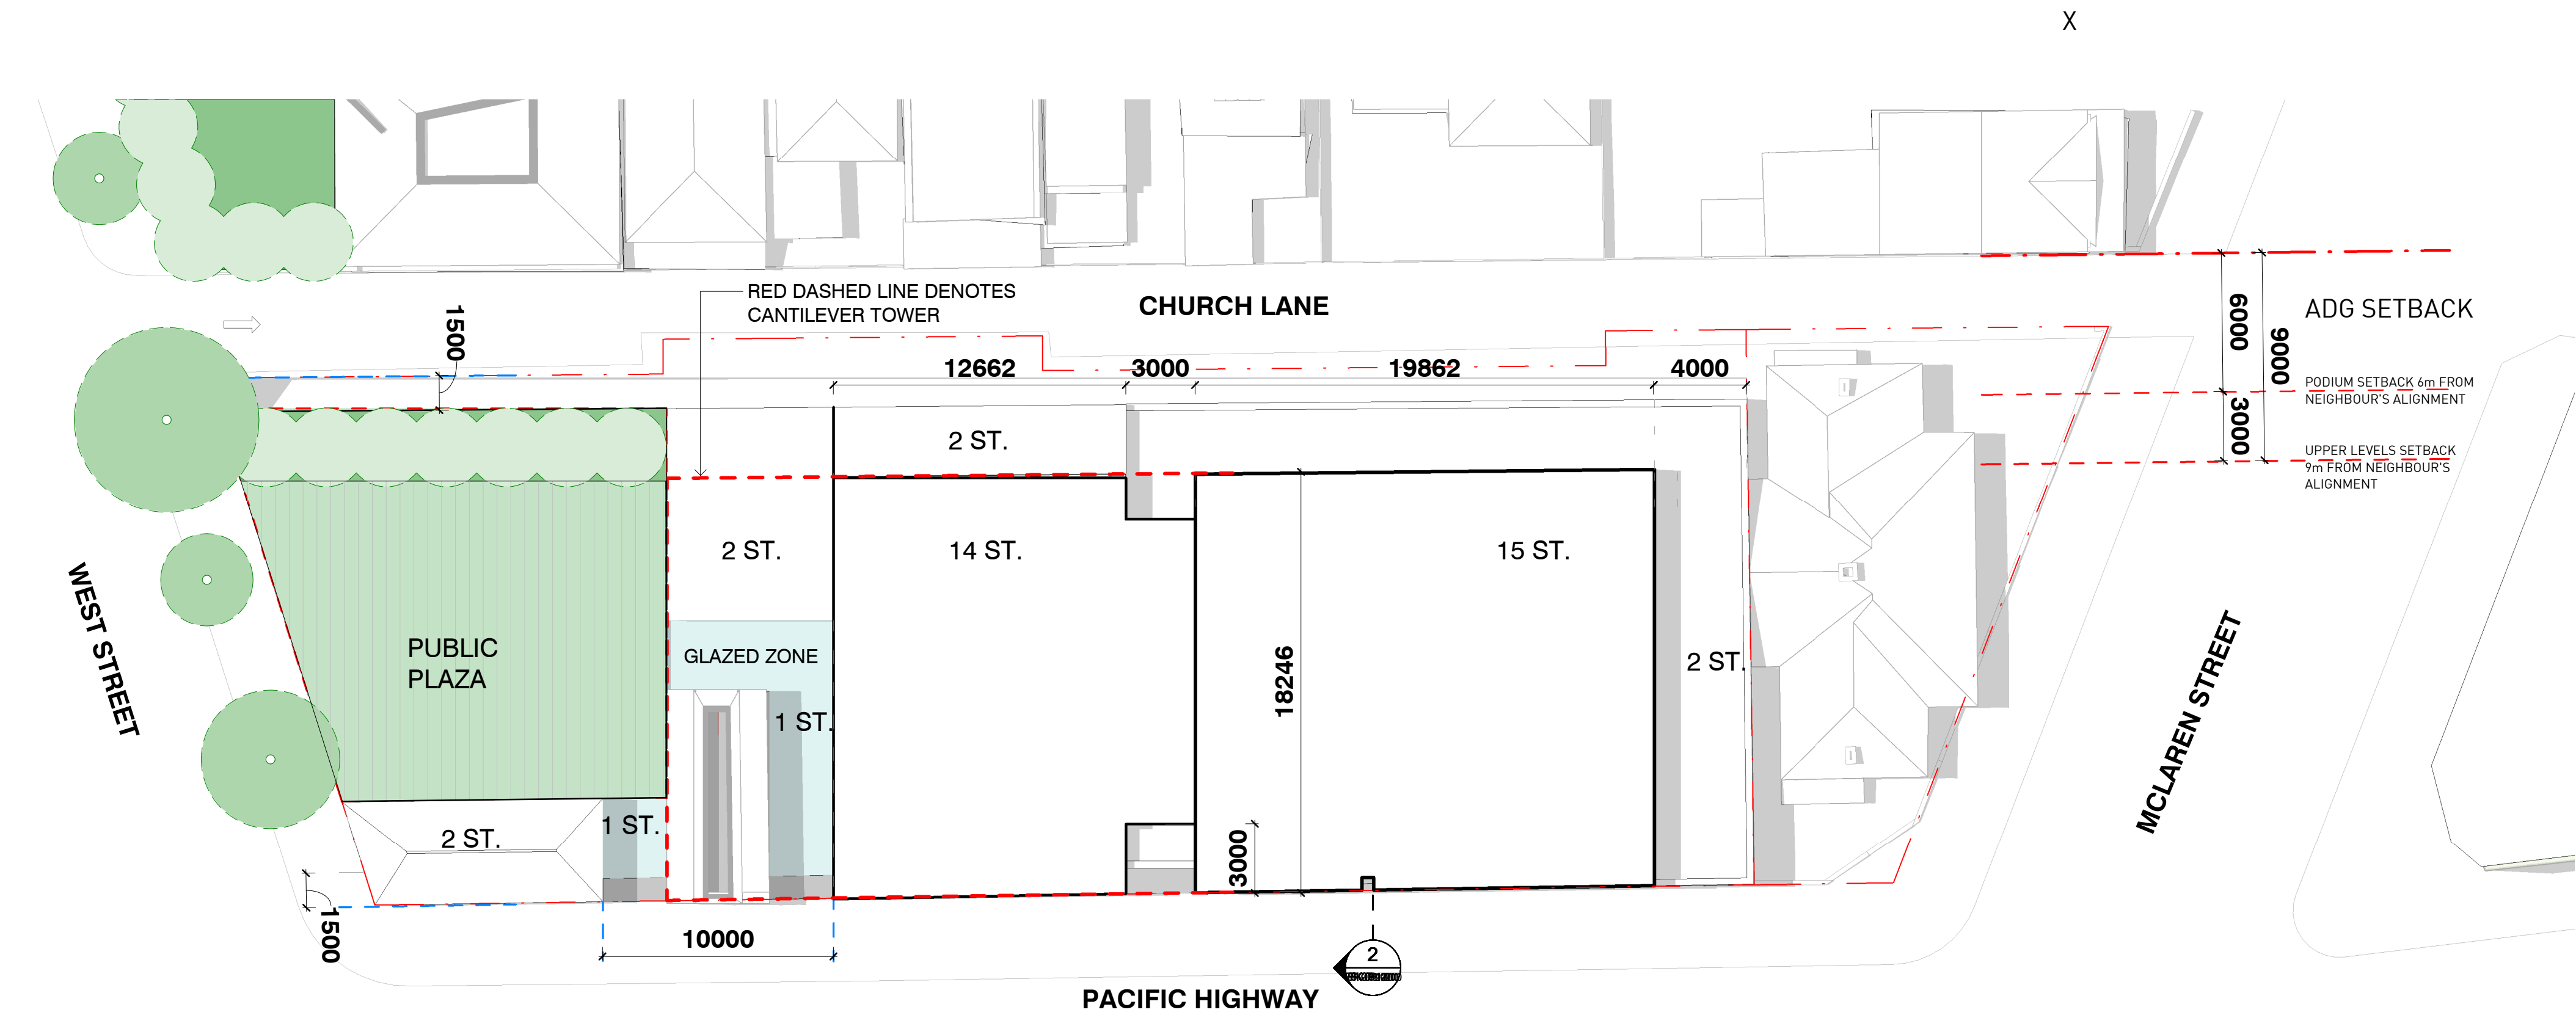 X
RED DASHED LINE DENOTES
CANTILEVER TOWER
CHURCH LANE
1500
12662
3000
19862
4000
6000
9000
3000
ADG SETBACK
PODIUM SETBACK 6m FROM
NEIGHBOUR'S ALIGNMENT
UPPER LEVELS SETBACK
9m FROM NEIGHBOUR'S
ALIGNMENT
2 ST.
2 ST.
14 ST.
15 ST.
WEST STREET
PUBLIC
PLAZA
GLAZED ZONE
1 ST.
18246
2 ST.
MCLAREN STREET
2 ST.
1 ST.
3000
1500
10000
2
PACIFIC HIGHWAY